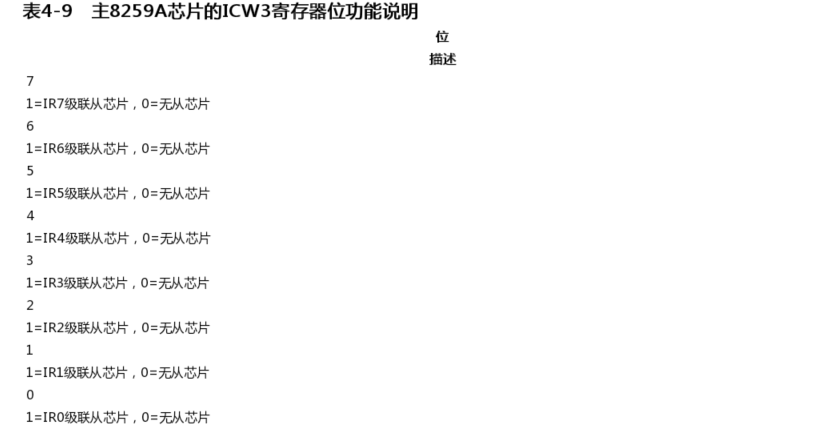 表4-9　主8259A芯片的ICW3寄存器位功能说明
位
描述
7
1=IR7级联从芯片，0=无从芯片
6
1=IR6级联从芯片，0=无从芯片
5
1=IR5级联从芯片，0=无从芯片
4
1=IR4级联从芯片，0=无从芯片
3
1=IR3级联从芯片，0=无从芯片
2
1=IR2级联从芯片，0=无从芯片
1
1=IR1级联从芯片，0=无从芯片
0
1=IR0级联从芯片，0=无从芯片